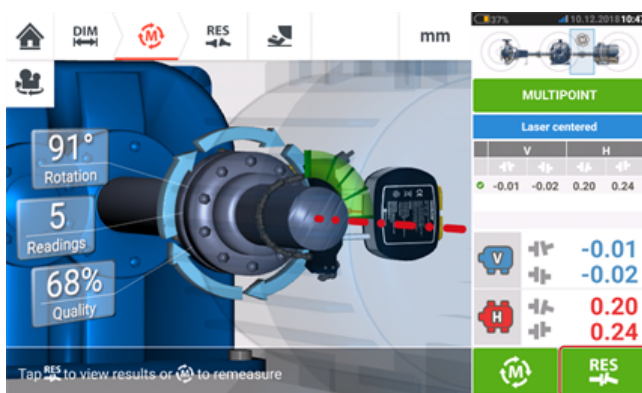 DIM
M
RES
mm
37%
10.12.2018 10:47
91°
Rotation
5
Readings
68%
Quality
Tap RES to view results or M to remeasure
M
MULTIPOINT
Laser centered
V H
-0.01 -0.02 0.20 0.24
V
-0.01
-0.02
H
0.20
0.24
M
RES